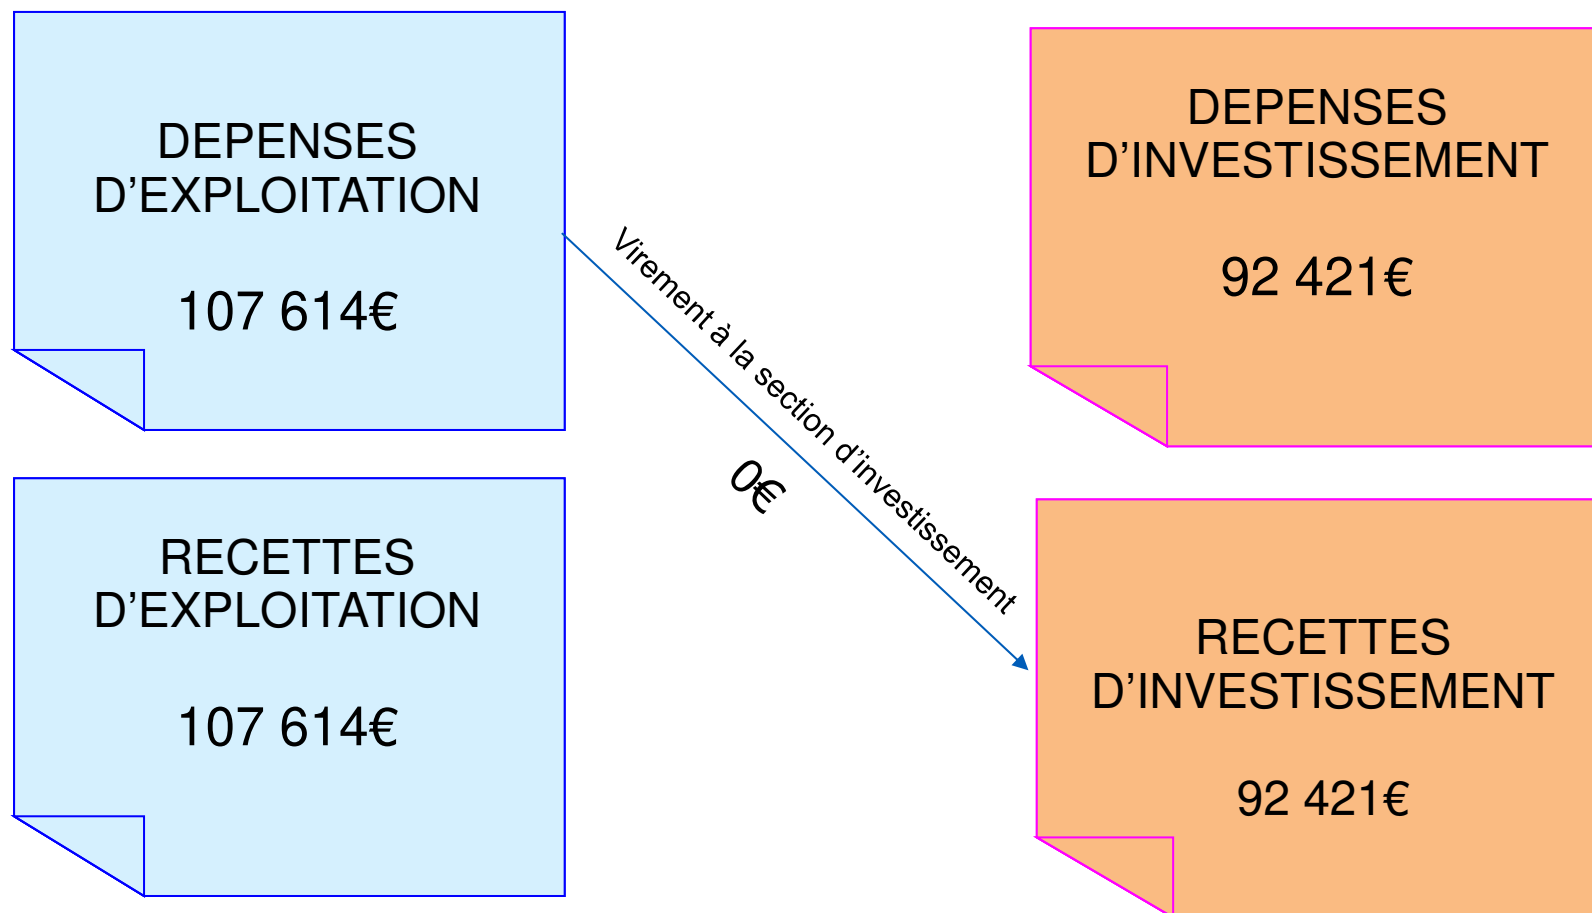 DEPENSES
D’EXPLOITATION
107 614€
RECETTES
D’EXPLOITATION
107 614€
Virement à la section d’investissement
0€
DEPENSES
D’INVESTISSEMENT
92 421€
RECETTES
D’INVESTISSEMENT
92 421€